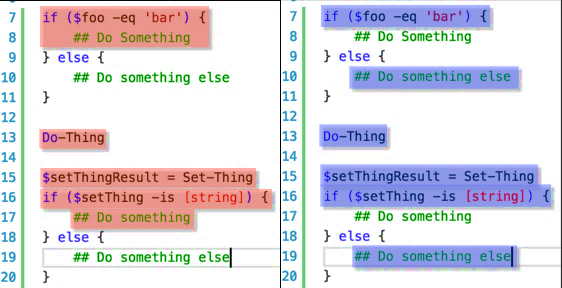 7 if ($foo -eq 'bar') {
8 ## Do Something
9 } else {
10 ## Do something else
11 }
12
13 Do-Thing
14
15 $setThingResult = Set-Thing
16 if ($setThing -is [string]) {
17 ## Do something
18 } else {
19 ## Do something else
20 }
7 if ($foo -eq 'bar') {
8 ## Do Something
9 } else {
10 ## Do something else
11 }
12
13 Do-Thing
14
15 $setThingResult = Set-Thing
16 if ($setThing -is [string]) {
17 ## Do something
18 } else {
19 ## Do something else
20 }